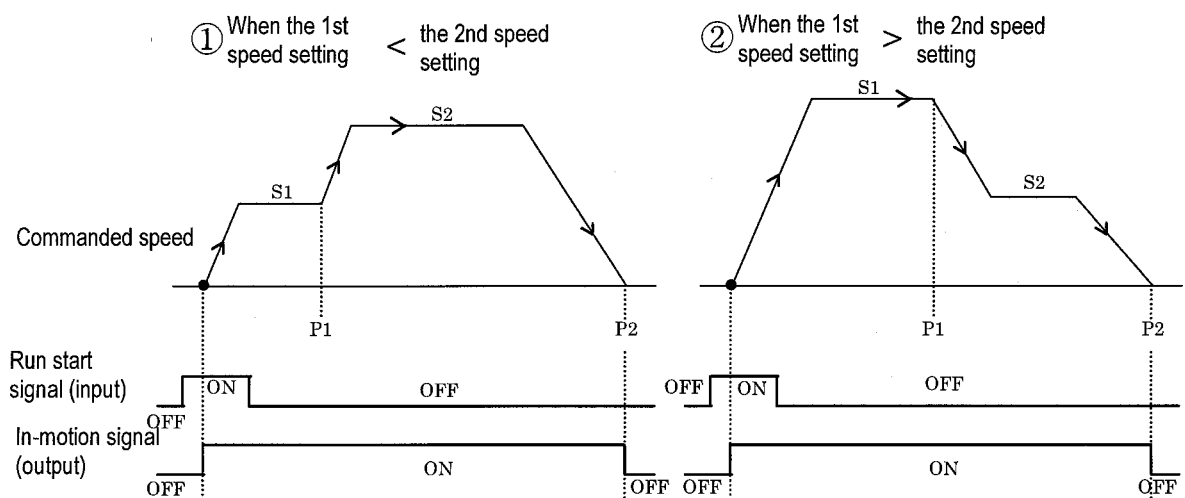 ① When the 1st speed setting < the 2nd speed setting
② When the 1st speed setting > the 2nd speed setting
S1
S2
S1
S2
Commanded speed
P1
P2
P1
P2
Run start
signal (input)
OFF
ON
OFF
OFF
ON
OFF
In-motion signal
(output)
OFF
ON
OFF
OFF
ON
OFF